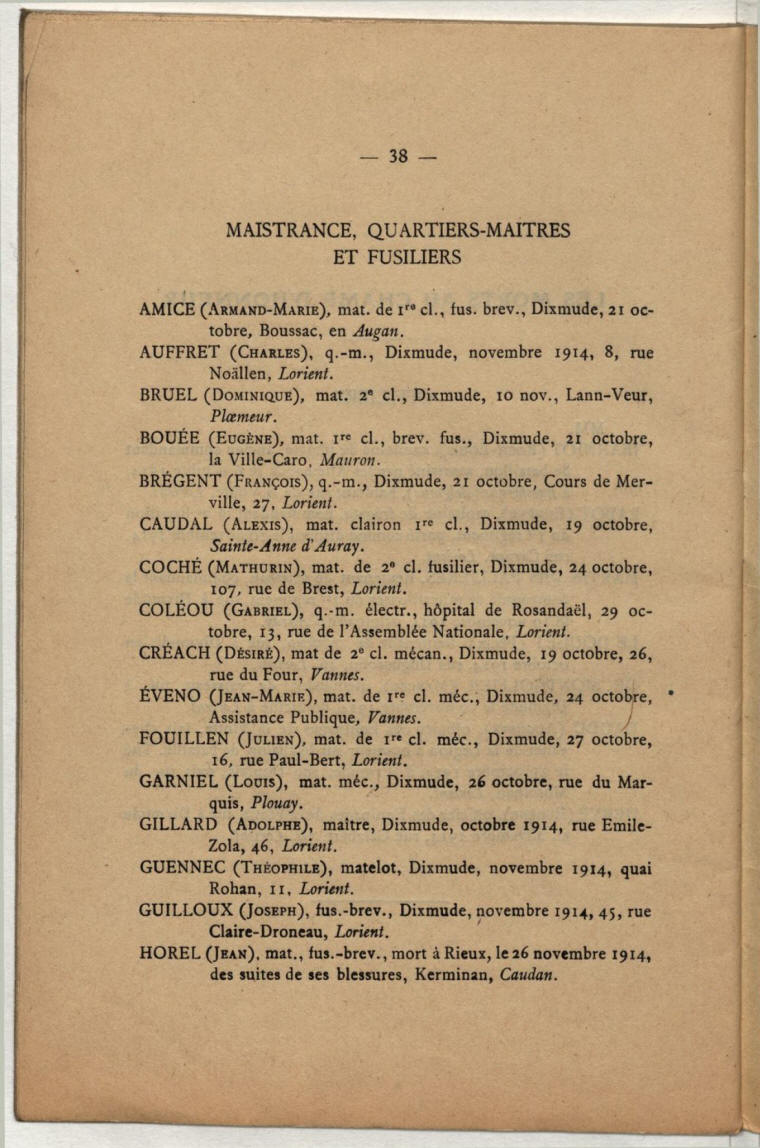 — 38 —
MAISTRANCE, QUARTIERS-MAITRES
ET FUSILIERS
AMICE (Armand-Marie), mat. de 1re cl., fus. brev., Dixmude, 21 oc-
tobre, Boussac, en Augan.
AUFFRET (Charles), q.-m., Dixmude, novembre 1914, 8, rue
Noällen, Lorient.
BRUEL (Dominique), mat. 2e cl., Dixmude, 10 nov., Lann-Veur,
Plœmeur.
BOUÉE (Eugène), mat. 1re cl., brev. fus., Dixmude, 21 octobre,
la Ville-Caro, Mauron.
BRÉGENT (François), q.-m., Dixmude, 21 octobre, Cours de Mer-
ville, 27, Lorient.
CAUDAL (Alexis), mat. clairon 1re cl., Dixmude, 19 octobre,
Sainte-Anne d'Auray.
COCHÉ (Mathurin), mat. de 2e cl. fusilier, Dixmude, 24 octobre,
107, rue de Brest, Lorient.
COLÉOU (Gabriel), q.-m. électr., hôpital de Rosandaël, 29 oc-
tobre, 13, rue de l'Assemblée Nationale, Lorient.
CRÉACH (Désiré), mat de 2e cl. mécan., Dixmude, 19 octobre, 26,
rue du Four, Vannes.
ÉVENO (Jean-Marie), mat. de 1re cl. méc., Dixmude, 24 octobre,
Assistance Publique, Vannes.
FOUILLEN (Julien), mat. de 1re cl. méc., Dixmude, 27 octobre,
16, rue Paul-Bert, Lorient.
GARNIEL (Louis), mat. méc., Dixmude, 26 octobre, rue du Mar-
quis, Plouay.
GILLARD (Adolphe), maître, Dixmude, octobre 1914, rue Emile-
Zola, 46, Lorient.
GUENNEC (Théophile), matelot, Dixmude, novembre 1914, quai
Rohan, 11, Lorient.
GUILLOUX (Joseph), fus.-brev., Dixmude, novembre 1914, 45, rue
Claire-Droneau, Lorient.
HOREL (Jean), mat., fus.-brev., mort à Rieux, le 26 novembre 1914,
des suites de ses blessures, Kerminan, Caudan.